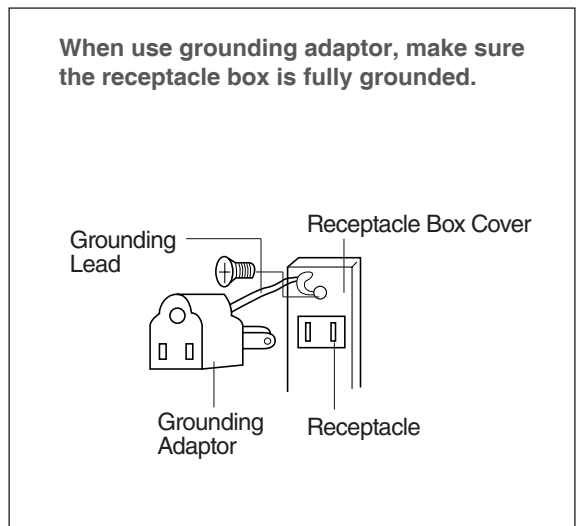 When use grounding adaptor, make sure
the receptacle box is fully grounded.
Receptacle Box Cover
Grounding
Lead
Grounding
Adaptor
Receptacle